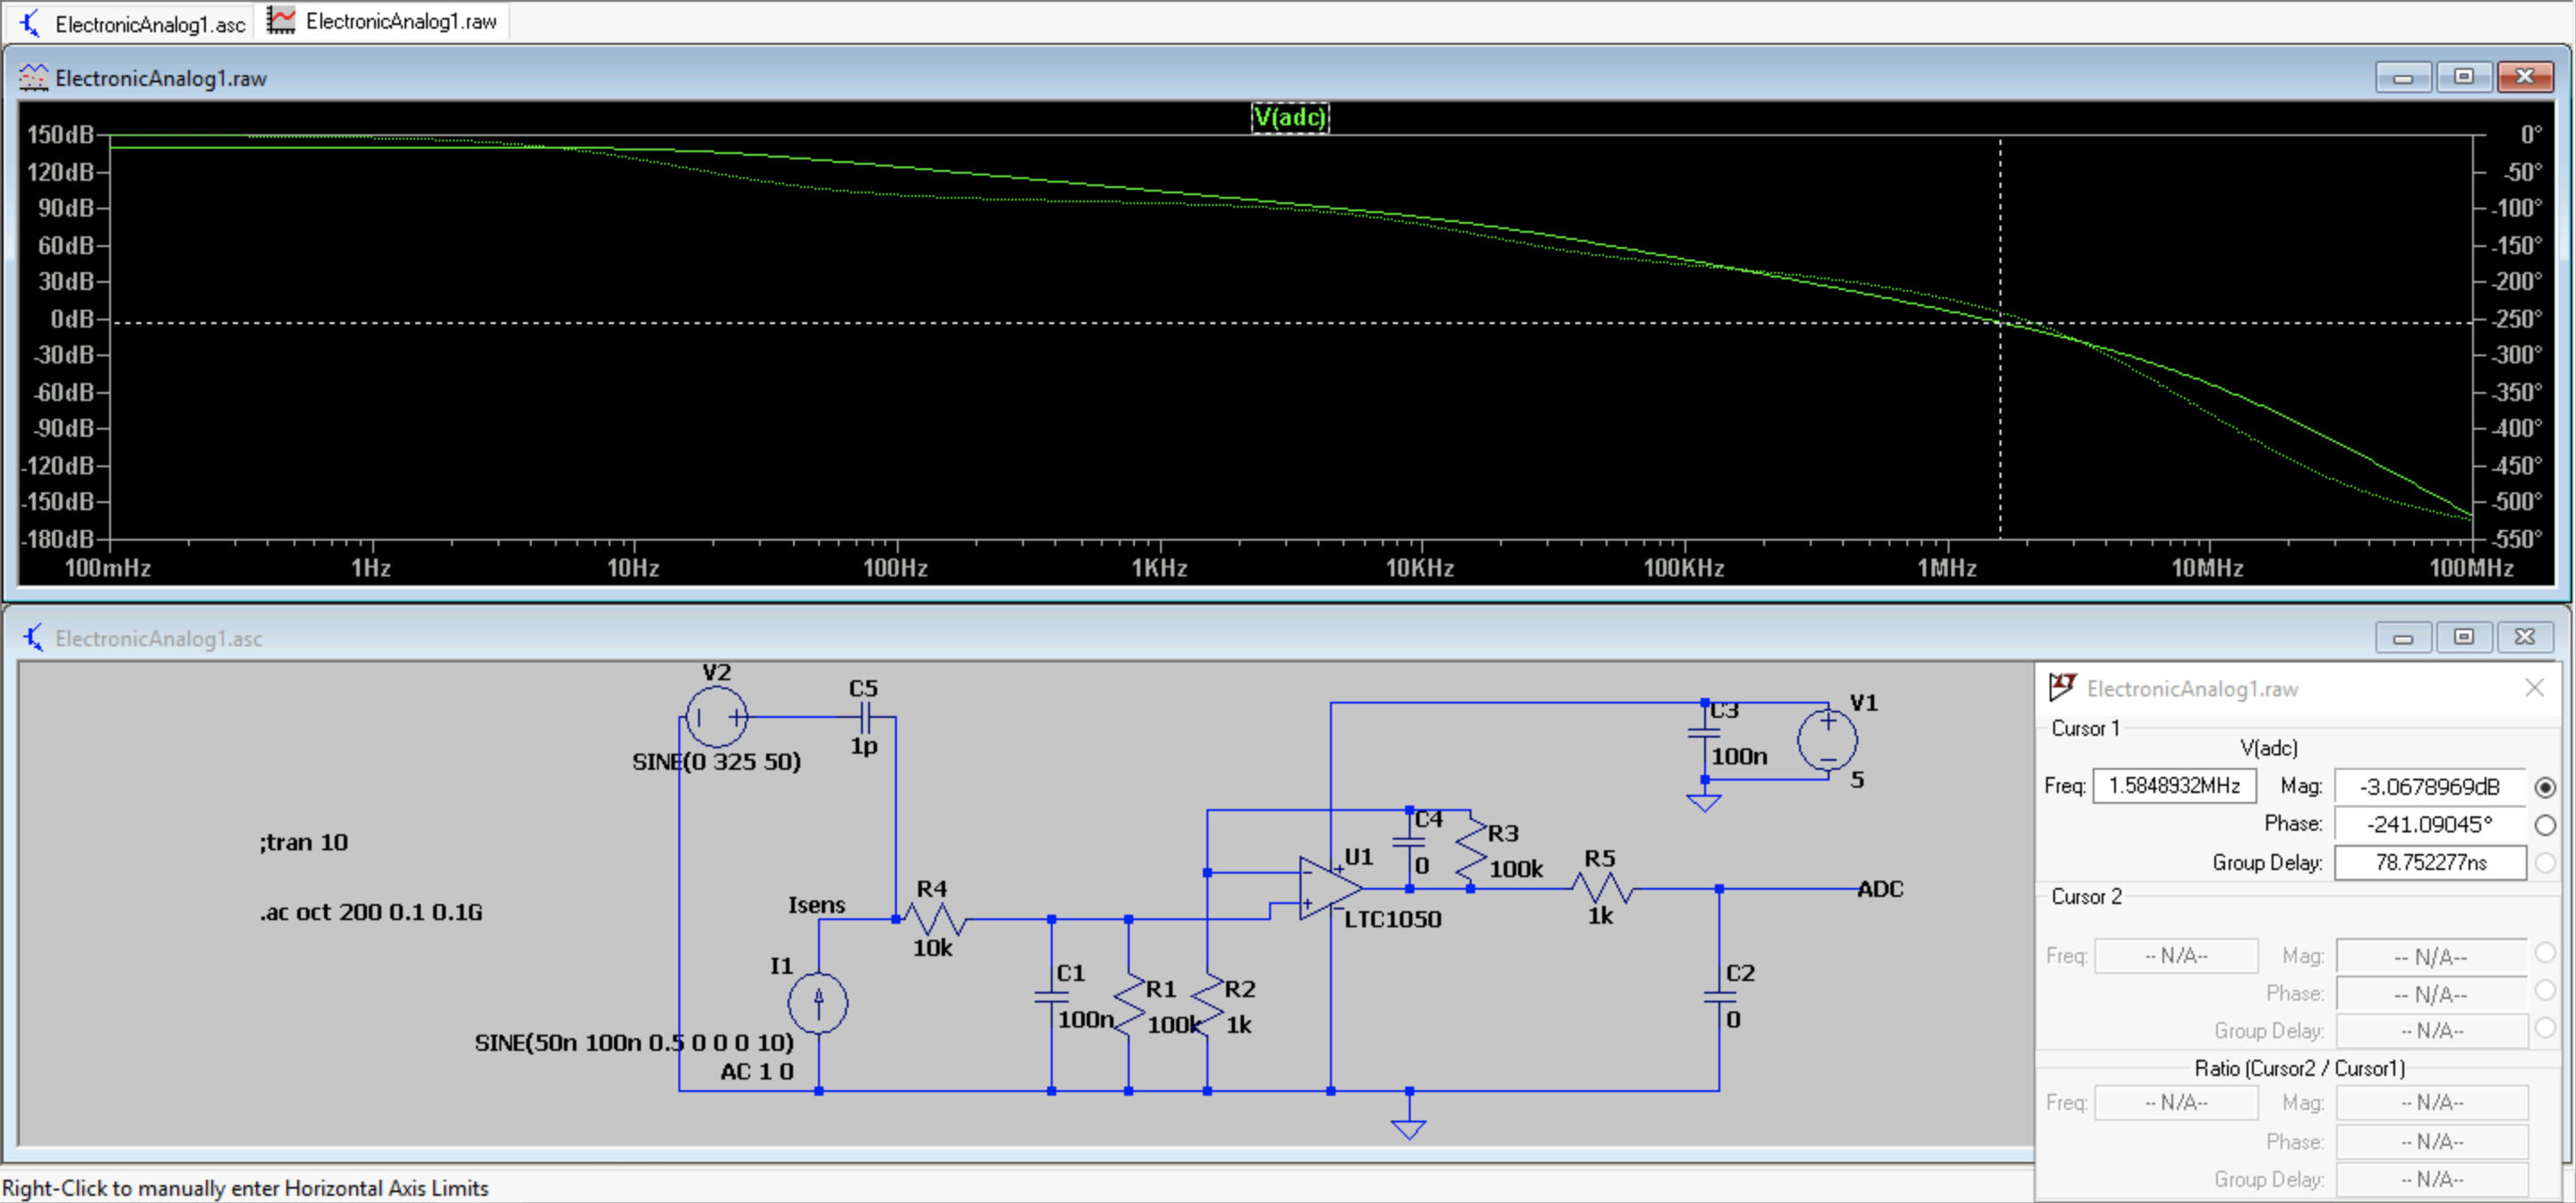 ElectronicAnalog1.asc
ElectronicAnalog1.raw
ElectronicAnalog1.raw
V(adc)
150dB
120dB
90dB
60dB
30dB
0dB
-30dB
-60dB
-90dB
-120dB
-150dB
-180dB
0°
-50°
-100°
-150°
-200°
-250°
-300°
-350°
-400°
-450°
-500°
-550°
100mHz 1Hz 10Hz 100Hz 1KHz 10KHz 100KHz 1MHz 10MHz 100MHz
ElectronicAnalog1.asc
V2
SINE(0 325 50)
C5
1p
;tran 10
.ac oct 200 0.1 0.1G
Isens
R4
10k
I1
SINE(50n 100n 0.5 0 0 0 10)
AC 1 0
C1
100n
R1
100k
R2
1k
U1
LTC1050
C4
0
R3
100k
R5
1k
C3
100n
V1
5
ADC
C2
0
ElectronicAnalog1.raw
Cursor 1
V(adc)
Freq: 1.5848932MHz Mag: -3.0678969dB
Phase: -241.09045°
Group Delay: 78.752277ns
Cursor 2
Freq: -- N/A-- Mag: -- N/A--
Phase: -- N/A--
Group Delay: -- N/A--
Ratio (Cursor2 / Cursor1)
Freq: -- N/A-- Mag: -- N/A--
Phase: -- N/A--
Group Delay: -- N/A--
Right-Click to manually enter Horizontal Axis Limits